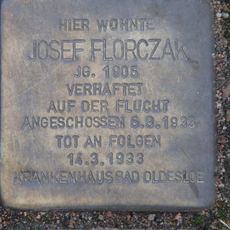 HIER WOHNTE
JOSEF FLORCZAK
JG. 1905
VERHAFTET
AUF DER FLUCHT
ANGESCHOSSEN 8.3.1933
TOT AN FOLGEN
14.3.1933
KRANKENHAUS BAD OLDESLOE